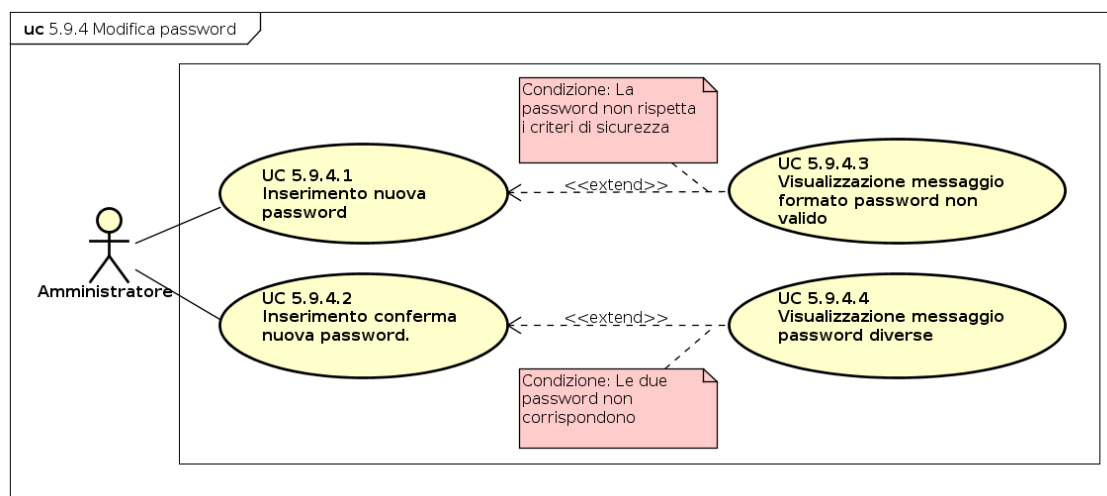 uc 5.9.4 Modifica password
Condizione: La
password non rispetta
i criteri di sicurezza
UC 5.9.4.1
Inserimento nuova
password
<<extend>>
UC 5.9.4.3
Visualizzazione messaggio
formato password non
valido
Amministratore
UC 5.9.4.2
Inserimento conferma
nuova password.
<<extend>>
UC 5.9.4.4
Visualizzazione messaggio
password diverse
Condizione: Le due
password non
corrispondono